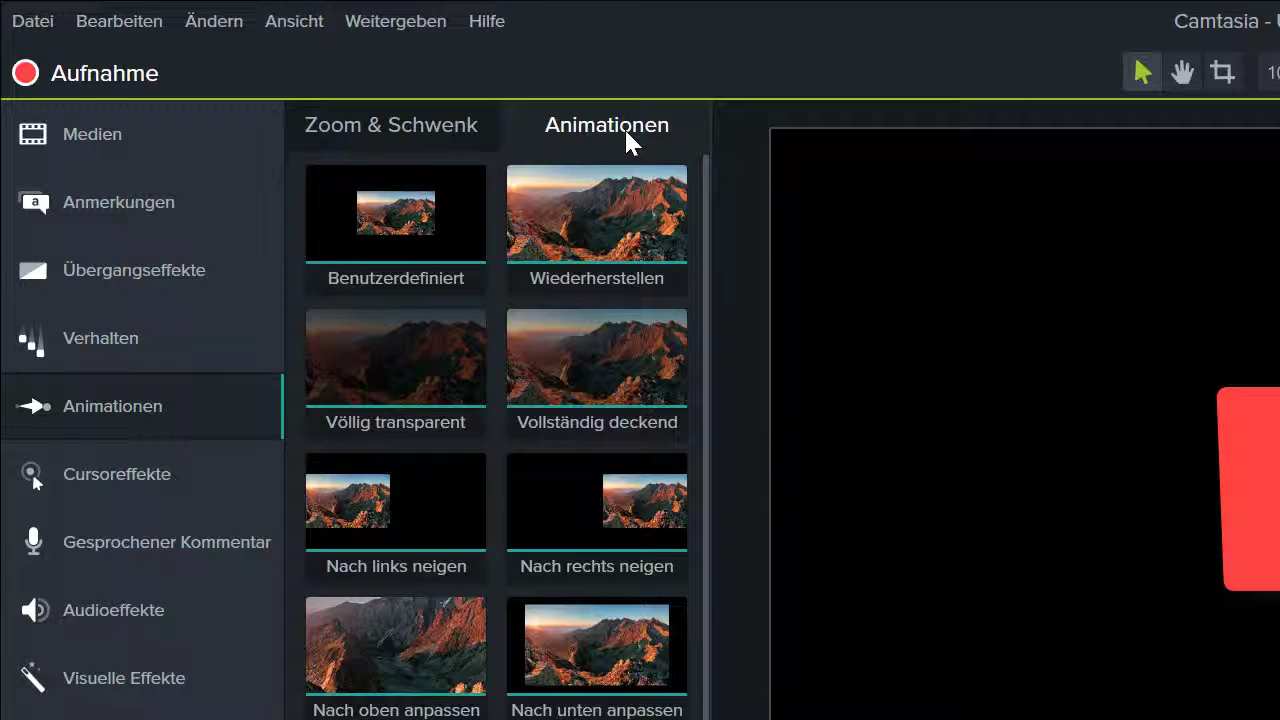 Datei Bearbeiten Ändern Ansicht Weitergeben Hilfe Camtasia -
Aufnahme
Medien
Anmerkungen
Übergangseffekte
Verhalten
Animationen
Cursoreffekte
Gesprochener Kommentar
Audioeffekte
Visuelle Effekte
Zoom & Schwenk Animationen
Benutzerdefiniert Wiederherstellen
Völlig transparent Vollständig deckend
Nach links neigen Nach rechts neigen
Nach oben anpassen Nach unten anpassen
a